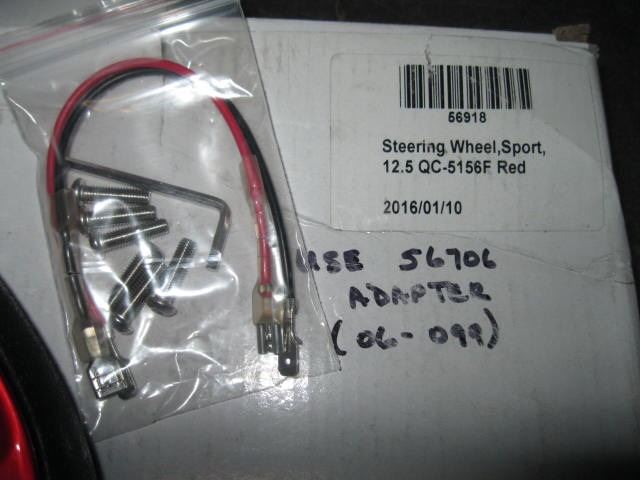 56918
Steering Wheel,Sport,
12.5 QC-5156F Red
2016/01/10
USE 56706
ADAPTER
(06-099)